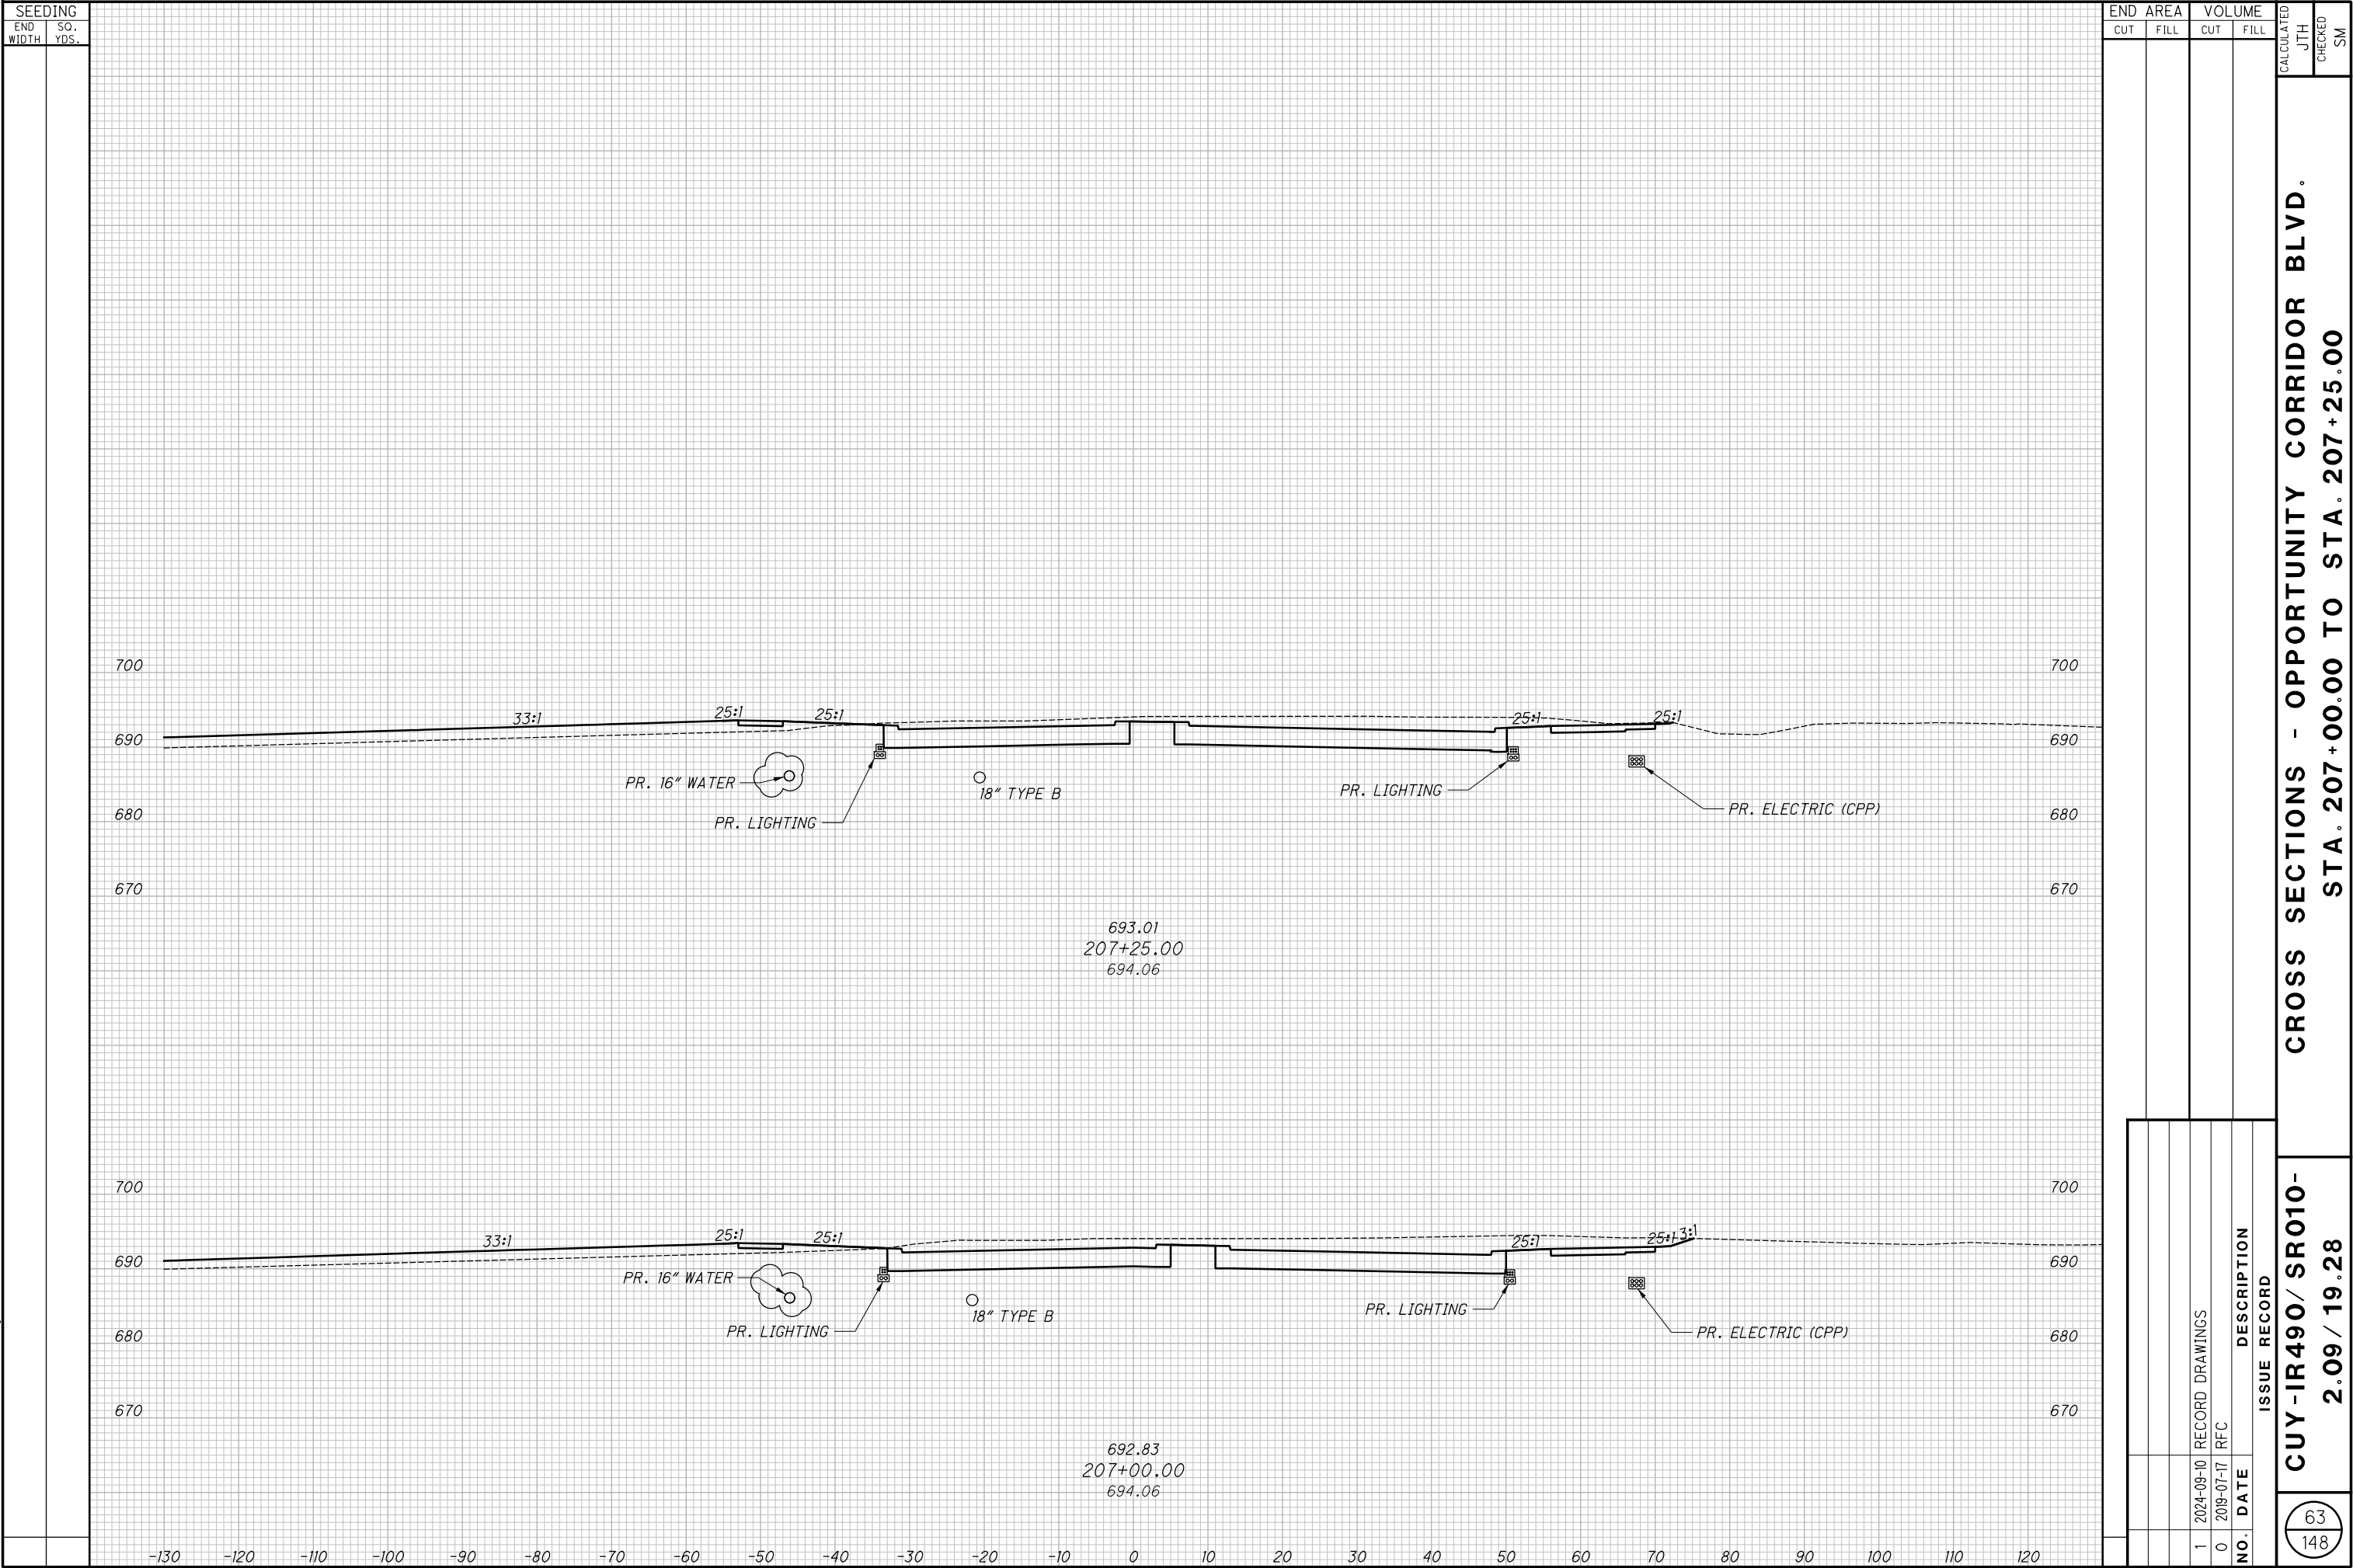 SEEDING
END WIDTH
SQ. YDS.
END AREA
VOLUME
CUT
FILL
CUT
FILL
CALCULATED
JTH
CHECKED
SM
CROSS SECTIONS - OPPORTUNITY CORRIDOR BLVD.
STA. 207+00.00 TO STA. 207+25.00
700
700
33:1
25:1
25:1
25:1
25:1
690
690
PR. 16" WATER
18" TYPE B
PR. LIGHTING
PR. LIGHTING
PR. ELECTRIC (CPP)
680
680
670
670
693.01
207+25.00
694.06
700
700
33:1
25:1
25:1
25:1
25:1
3:1
690
690
PR. 16" WATER
18" TYPE B
PR. LIGHTING
PR. LIGHTING
PR. ELECTRIC (CPP)
680
680
670
670
692.83
207+00.00
694.06
-130 -120 -110 -100 -90 -80 -70 -60 -50 -40 -30 -20 -10 0 10 20 30 40 50 60 70 80 90 100 110 120
1 2024-09-10 RECORD DRAWINGS
0 2019-07-17 RFC
NO. DATE DESCRIPTION
ISSUE RECORD
CUY-IR490/SR010-
2.09/19.28
63
148